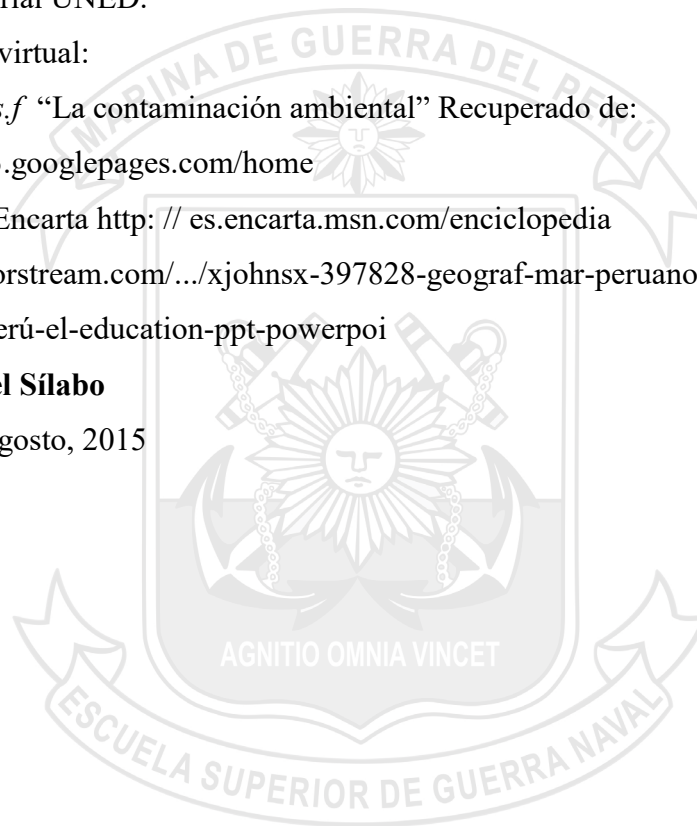 UNED.
virtual:
s.f “La contaminación ambiental” Recuperado de:
.googlepages.com/home
Encarta http: // es.encarta.msn.com/enciclopedia
orstream.com/.../xjohnsx-397828-geograf-mar-peruano
erú-el-education-ppt-powerpoi
el Sílabo
gosto, 2015
MARINA DE GUERRA DEL PERÚ
AGNITIO OMNIA VINCET
ESCUELA SUPERIOR DE GUERRA NAVAL